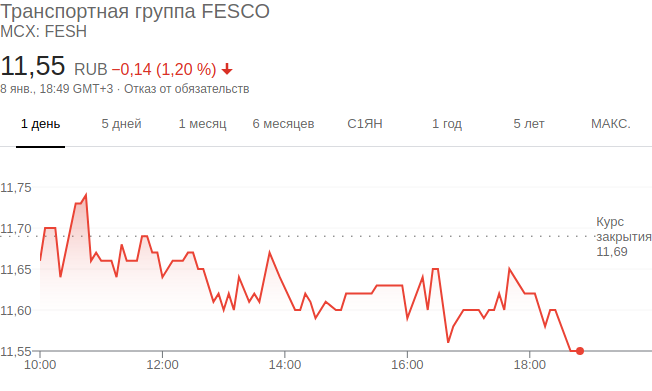 Транспортная группа FESCO
MCX: FESH
11,55 RUB −0,14 (1,20 %) ↓
8 янв., 18:49 GMT+3 · Отказ от обязательств
1 день 5 дней 1 месяц 6 месяцев С1ЯН 1 год 5 лет МАКС.
11,75
11,70
Курс
закрытия
11,69
11,65
11,60
11,55
10:00 12:00 14:00 16:00 18:00